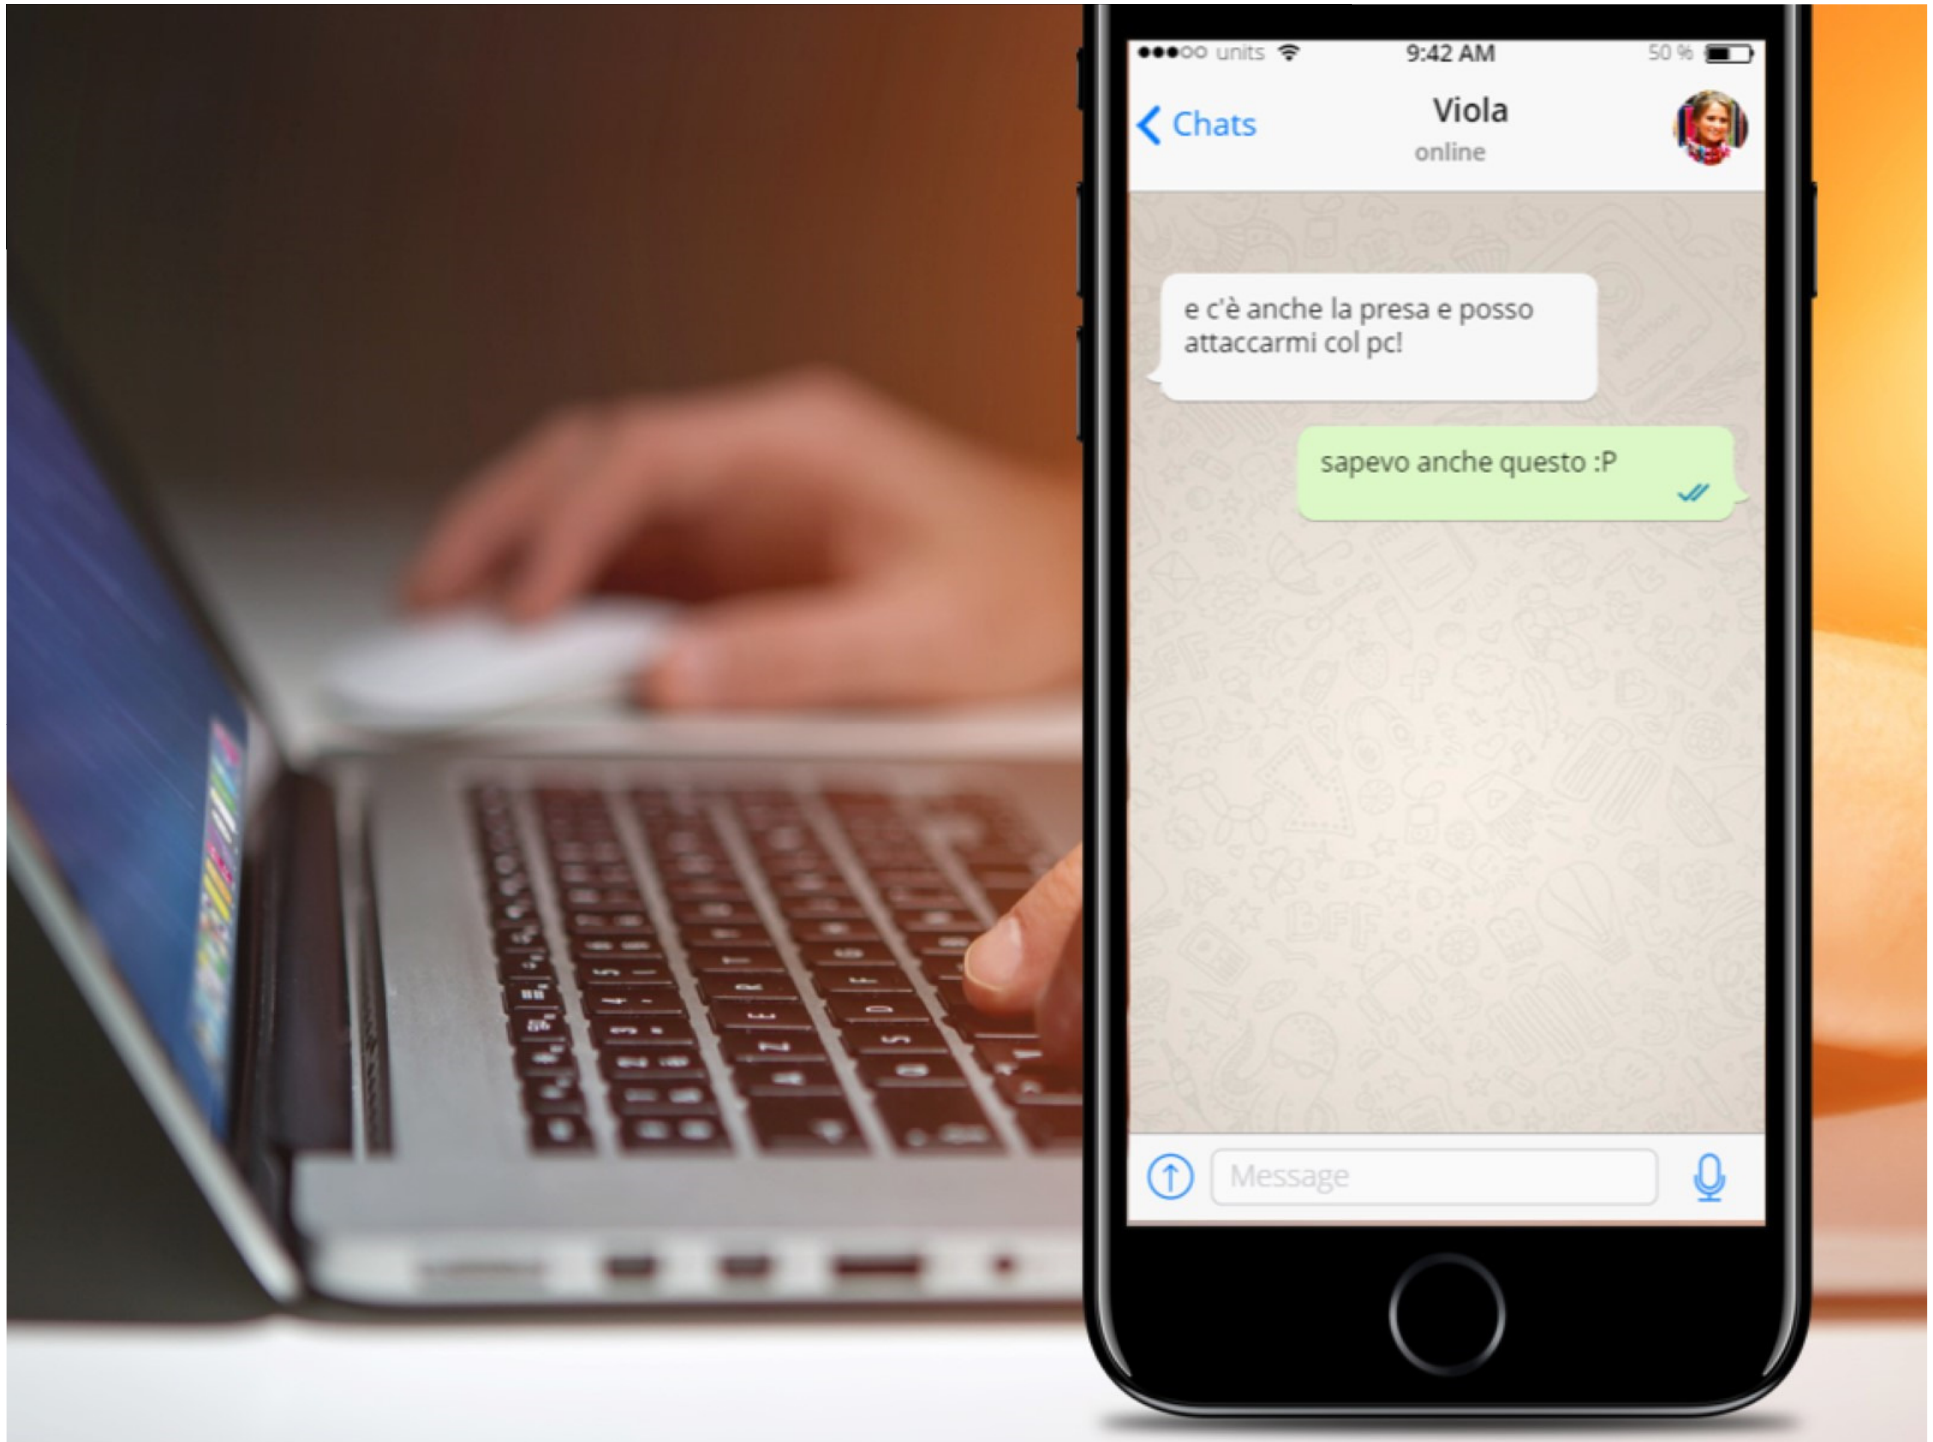 units
9:42 AM
50 %
Chats
Viola
online
e c'è anche la presa e posso
attaccarmi col pc!
sapevo anche questo :P
Message